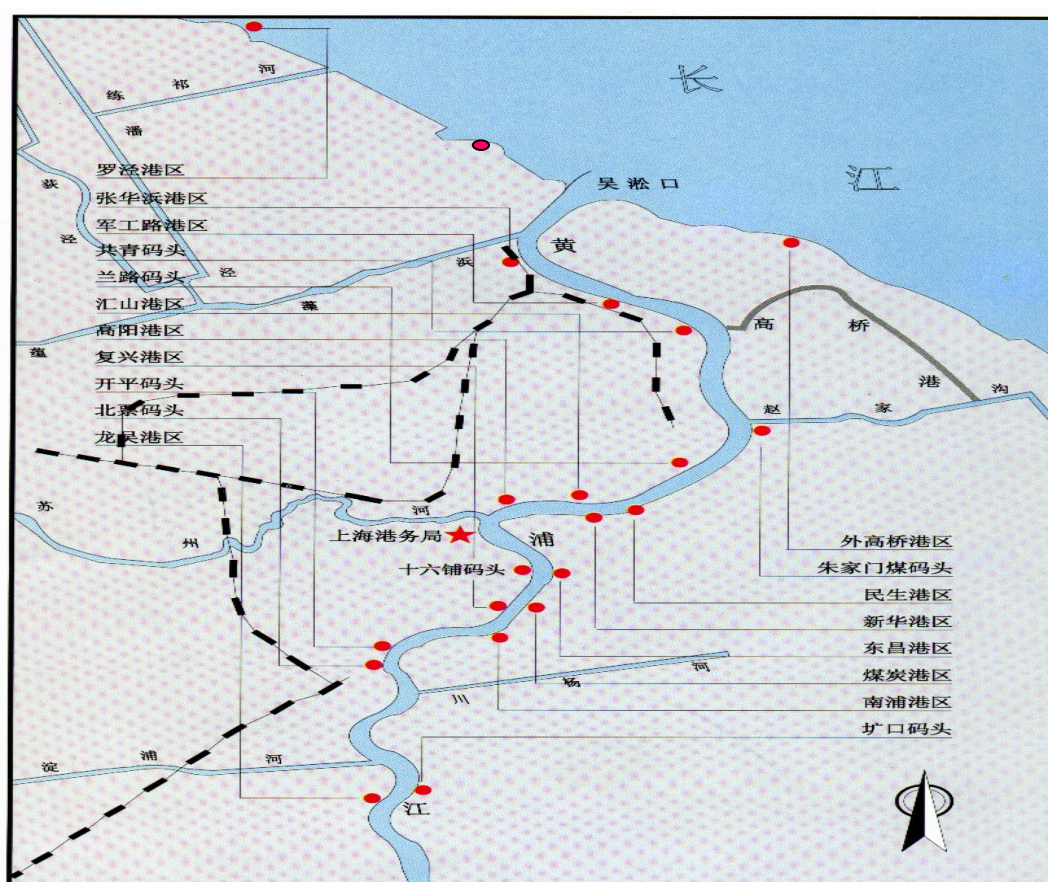 长
江
练 祁 河
潘
泾
荻
泾
吴淞口
罗泾港区
张华浜港区
军工路港区
共青码头
兰路码头
汇山港区
高阳港区
复兴港区
开平码头
北票码头
龙吴港区
黄
浦
江
浜
藻
蕴
高 桥
港
赵 家 沟
苏
州
河
上海港务局
十六铺码头
外高桥港区
朱家门煤码头
民生港区
新华港区
东昌港区
煤炭港区
南浦港区
圹口码头
川 杨 河
淀 浦 河